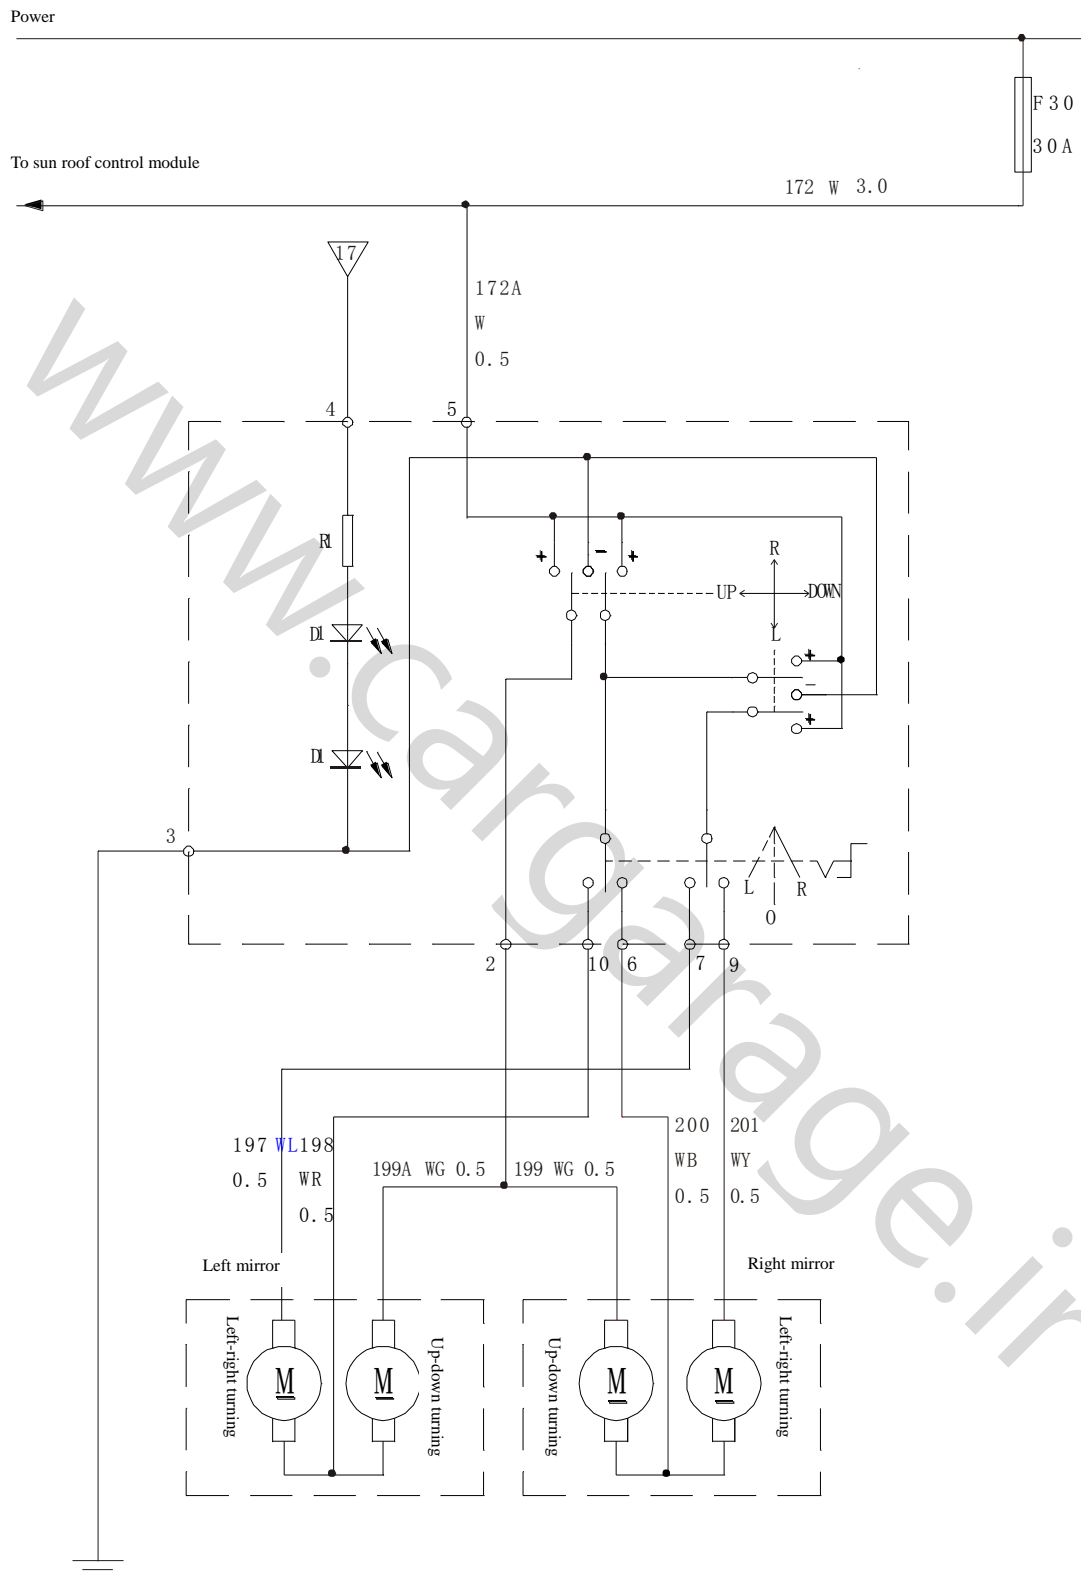 Power
F30
30A
To sun roof control module
172 W 3.0
17
172A
W
0.5
4
5
R1
+
-
+
R
UP
DOWN
L
D1
+
-
+
D1
3
L
R
O
2
10
6
7
9
197 WL 198
0.5 WR
0.5
199A WG 0.5
199 WG 0.5
200 201
WB WY
0.5 0.5
Left mirror
Right mirror
Left-right turning
M
M
Up-down turning
Up-down turning
M
M
Left-right turning
www.cargarage.ir